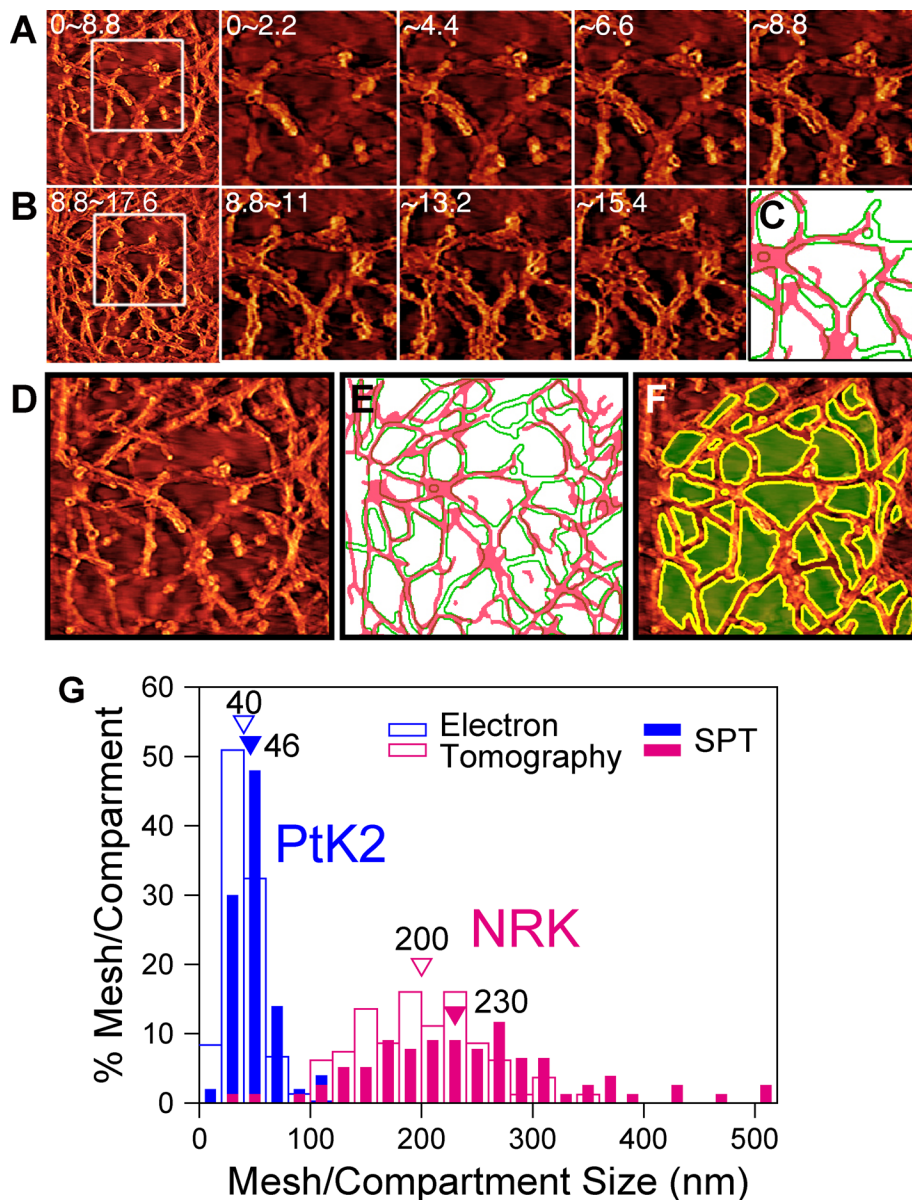 A 0~8.8 0~2.2 ~4.4 ~6.6 ~8.8
B 8.8~17.6 8.8~11 ~13.2 ~15.4 C
D E F
G
60
50
40
30
20
10
0
% Mesh/Compartment
40
46
PtK2
Electron
Tomography
SPT
NRK
200
230
0 100 200 300 400 500
Mesh/Compartment Size (nm)